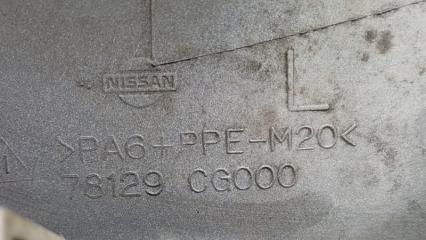 NISSAN
L
>PA6+PPE-M20<
78129 CG000